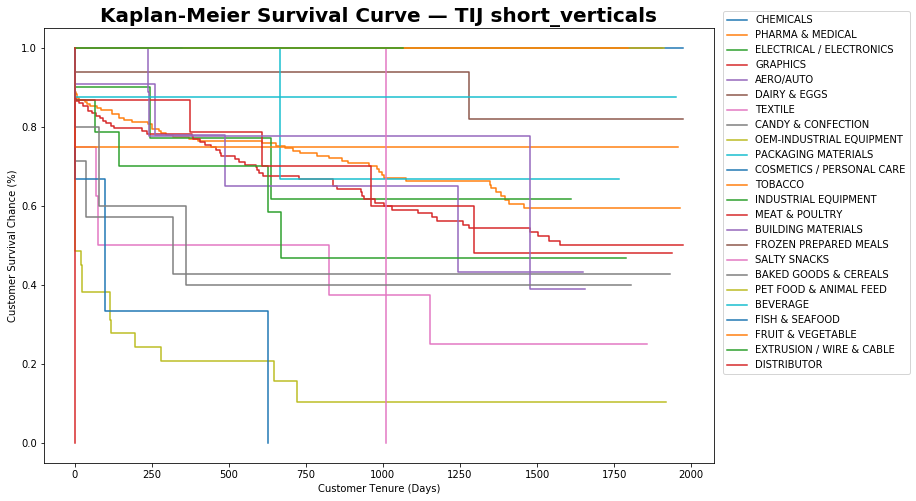 Kaplan-Meier Survival Curve — TIJ short_verticals
Customer Survival Chance (%)
1.0
0.8
0.6
0.4
0.2
0.0
0
250
500
750
1000
1250
1500
1750
2000
Customer Tenure (Days)
CHEMICALS
PHARMA & MEDICAL
ELECTRICAL / ELECTRONICS
GRAPHICS
AERO/AUTO
DAIRY & EGGS
TEXTILE
CANDY & CONFECTION
OEM-INDUSTRIAL EQUIPMENT
PACKAGING MATERIALS
COSMETICS / PERSONAL CARE
TOBACCO
INDUSTRIAL EQUIPMENT
MEAT & POULTRY
BUILDING MATERIALS
FROZEN PREPARED MEALS
SALTY SNACKS
BAKED GOODS & CEREALS
PET FOOD & ANIMAL FEED
BEVERAGE
FISH & SEAFOOD
FRUIT & VEGETABLE
EXTRUSION / WIRE & CABLE
DISTRIBUTOR